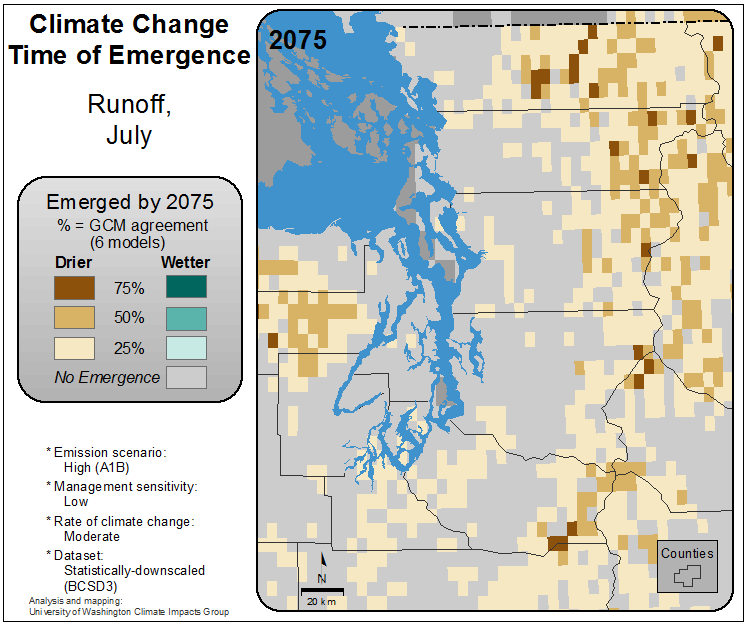 Climate Change
Time of Emergence
Runoff,
July
Emerged by 2075
% = GCM agreement
(6 models)
Drier Wetter
75%
50%
25%
No Emergence
* Emission scenario:
High (A1B)
* Management sensitivity:
Low
* Rate of climate change:
Moderate
* Dataset:
Statistically-downscaled
(BCSD3)
Analysis and mapping:
University of Washington Climate Impacts Group
2075
N
20 km
Counties